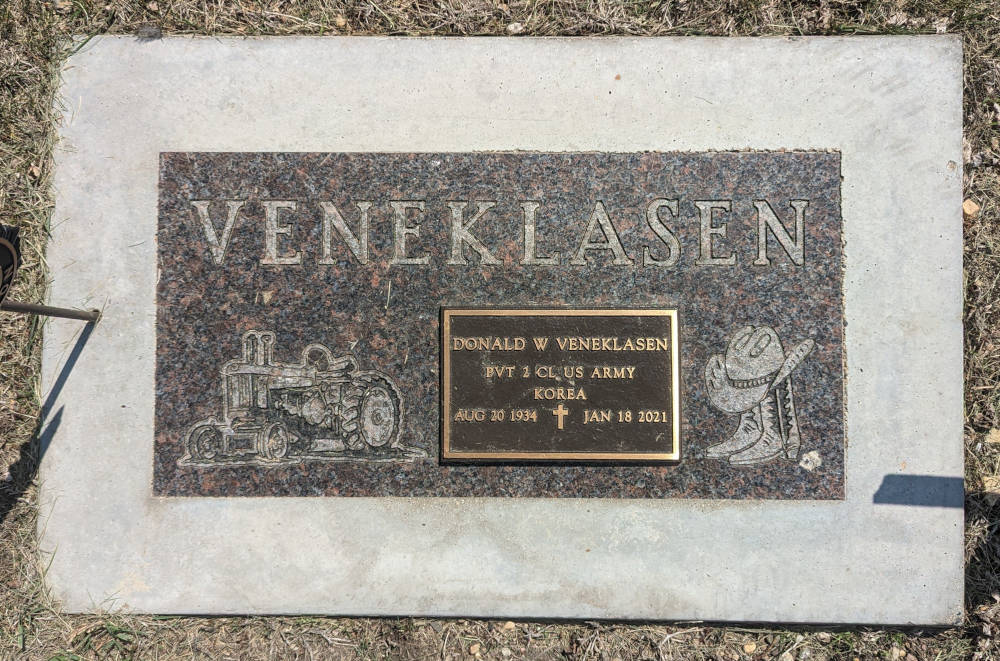 VENEKLASEN
DONALD W VENEKLASEN
PVT 2 CL US ARMY
KOREA
AUG 20 1934 JAN 18 2021